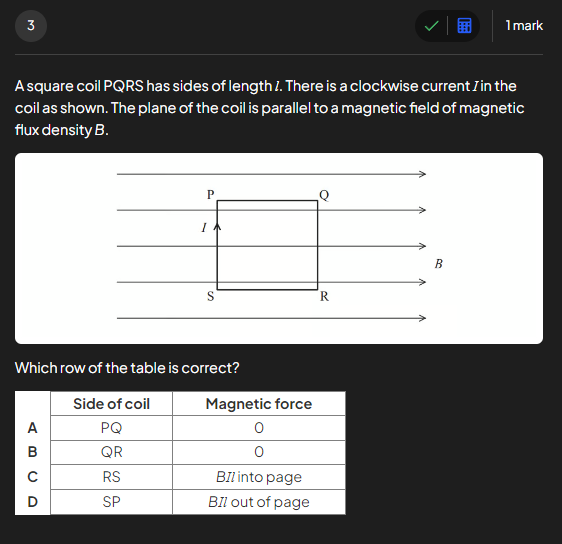 3
1 mark
A square coil PQRS has sides of length l. There is a clockwise current I in the
coil as shown. The plane of the coil is parallel to a magnetic field of magnetic
flux density B.
P Q
I
B
S R
Which row of the table is correct?
Side of coil Magnetic force
A PQ 0
B QR 0
C RS BIl into page
D SP BIl out of page